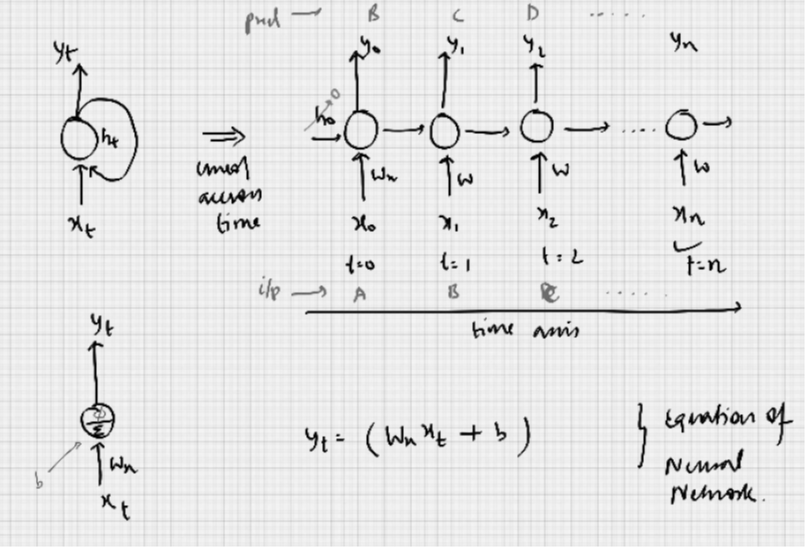 pred → B C D ......
y_t y_0 y_1 y_2 y_n
h_t h_0 0 .....
⇒ unroll across time
W_x W W W
x_t x_0 x_1 x_2 x_n
t=0 t=1 t=2 t=n
i/p → A B C ......
time axis
y_t
φ
Σ
b W_x
x_t
y_t = (W_x x_t + b) } Equation of
Neural
Network.